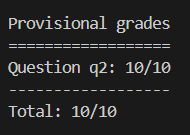 Provisional grades
==================
Question q2: 10/10
------------------
Total: 10/10